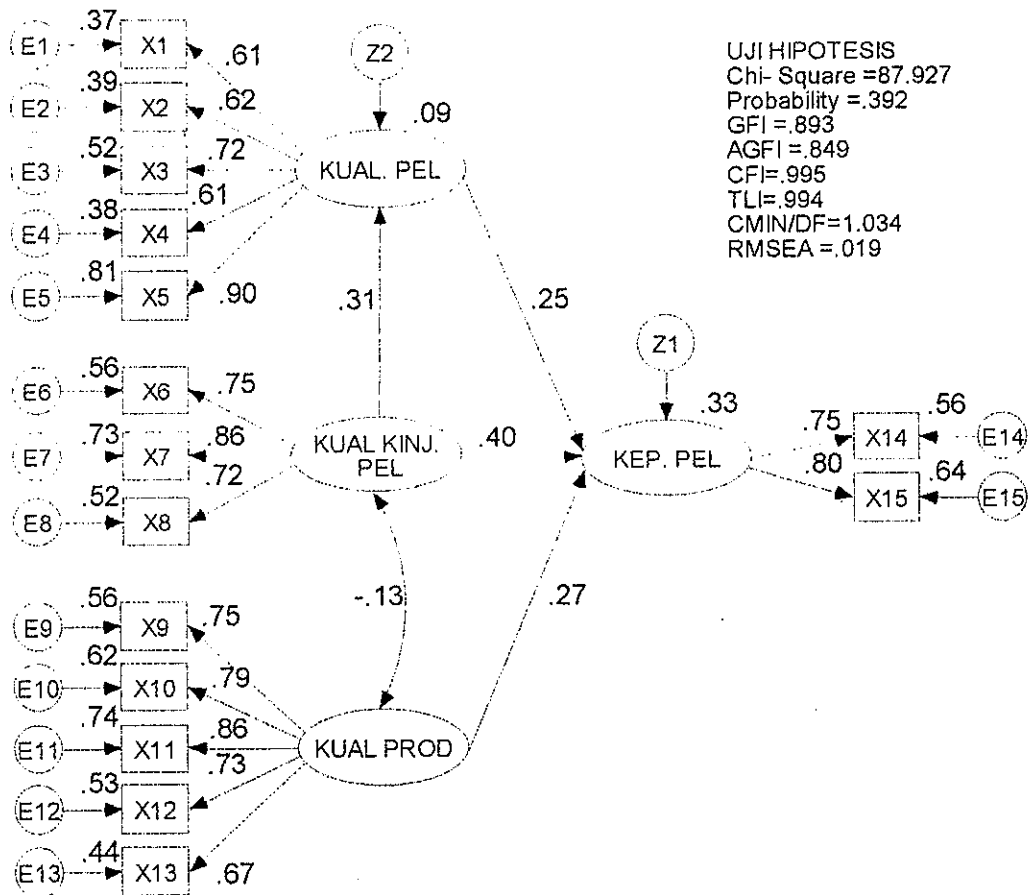 UJI HIPOTESIS
Chi- Square =87.927
Probability =.392
GFI =.893
AGFI =.849
CFI=.995
TLI=.994
CMIN/DF=1.034
RMSEA =.019
E1
.37
X1
.61
E2
.39
X2
.62
E3
.52
X3
.72
E4
.38
X4
.61
E5
.81
X5
.90
Z2
.09
KUAL. PEL
.31
.25
E6
.56
X6
.75
E7
.73
X7
.86
E8
.52
X8
.72
KUAL KINJ.
PEL
.40
Z1
.33
KEP. PEL
.75
X14
.56
E14
.80
X15
.64
E15
-.13
.27
E9
.56
X9
.75
E10
.62
X10
.79
E11
.74
X11
.86
E12
.53
X12
.73
E13
.44
X13
.67
KUAL PROD